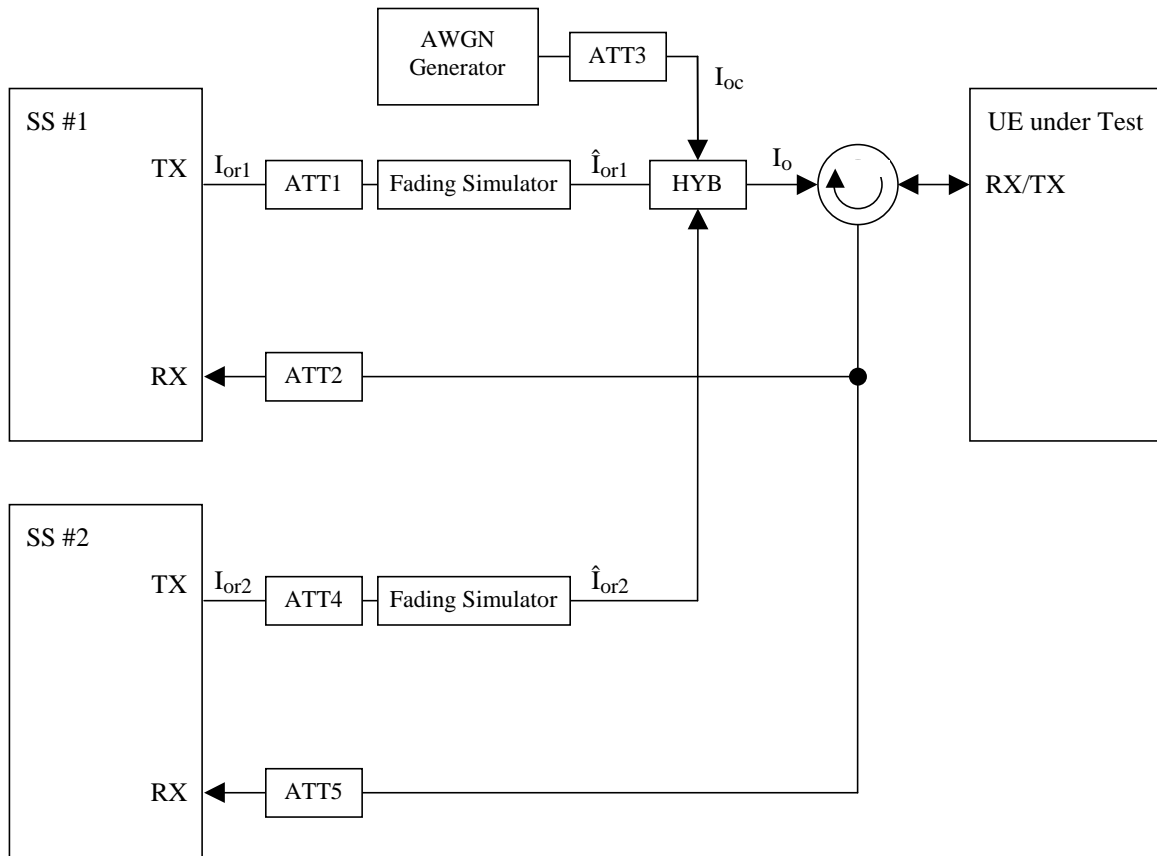 AWGN
Generator
ATT3
I_oc
SS #1
UE under Test
TX
I_or1
ATT1
Fading Simulator
Î_or1
HYB
I_o
RX/TX
RX
ATT2
SS #2
TX
I_or2
ATT4
Fading Simulator
Î_or2
RX
ATT5